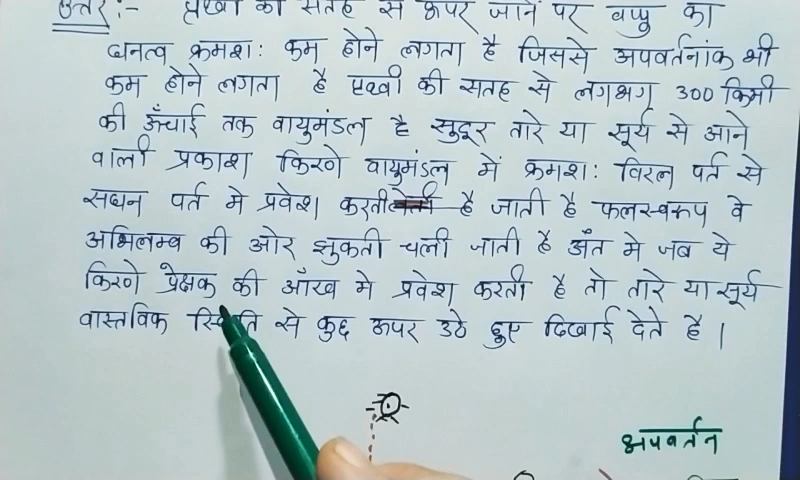 उत्तर :- पृथ्वी की सतह से ऊपर जाने पर वायु का
घनत्व क्रमश: कम होने लगता है जिससे अपवर्तनांक भी
कम होने लगता है पृथ्वी की सतह से लगभग 300 किमी
की ऊँचाई तक वायुमंडल है सुदूर तारे या सूर्य से आने
वाली प्रकाश किरणे वायुमंडल में क्रमश: विरल पर्त से
सघन पर्त मे प्रवेश करती है जाती है फलस्वरूप वे
अभिलम्ब की ओर झुकती चली जाती है अंत मे जब ये
किरणे प्रेक्षक की आँख मे प्रवेश करती है तो तारे या सूर्य
वास्तविक स्थिति से कुछ ऊपर उठे हुए दिखाई देते है |
अपवर्तन